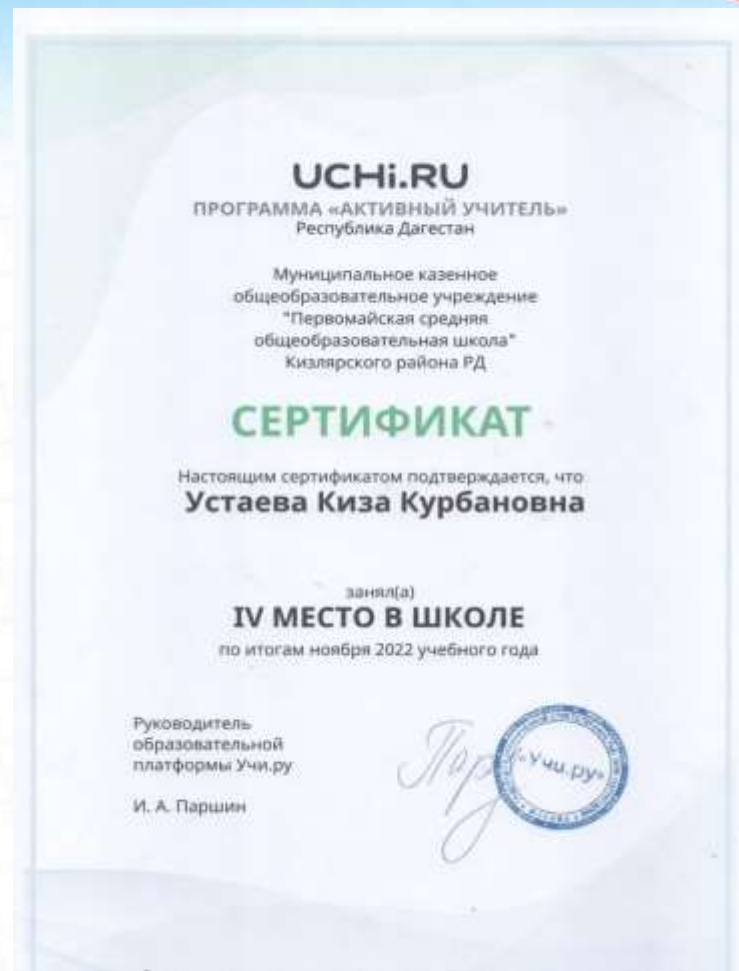 UCHi.RU
ПРОГРАММА «АКТИВНЫЙ УЧИТЕЛЬ»
Республика Дагестан
Муниципальное казенное
общеобразовательное учреждение
"Первомайская средняя
общеобразовательная школа"
Кизлярского района РД
СЕРТИФИКАТ
Настоящим сертификатом подтверждается, что
Устаева Киза Курбановна
занял(а)
IV МЕСТО В ШКОЛЕ
по итогам ноября 2022 учебного года
Руководитель
образовательной
платформы Учи.ру
И. А. Паршин
«Учи.ру»